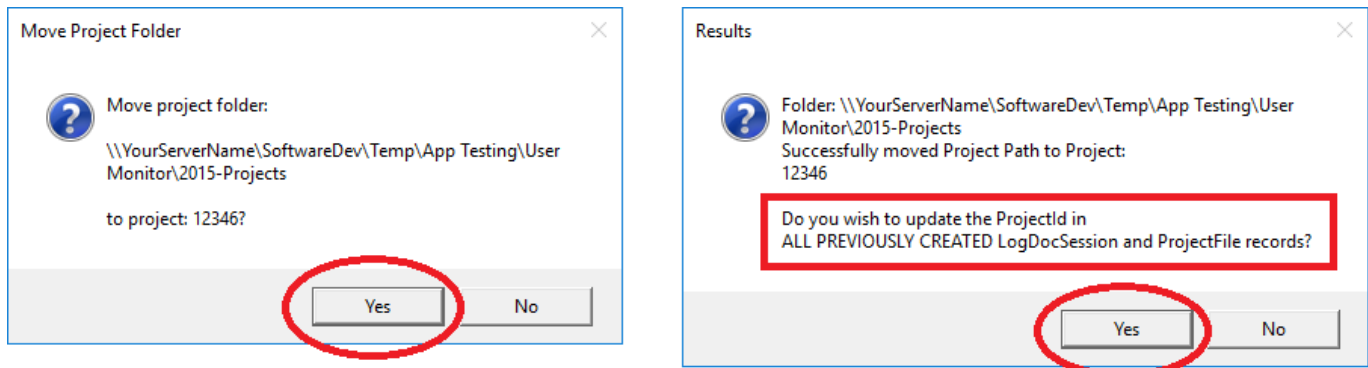 Move Project Folder
Move project folder:
\\YourServerName\SoftwareDev\Temp\App Testing\User
Monitor\2015-Projects
to project: 12346?
Yes
No
Results
Folder: \\YourServerName\SoftwareDev\Temp\App Testing\User
Monitor\2015-Projects
Successfully moved Project Path to Project:
12346
Do you wish to update the ProjectId in
ALL PREVIOUSLY CREATED LogDocSession and ProjectFile records?
Yes
No